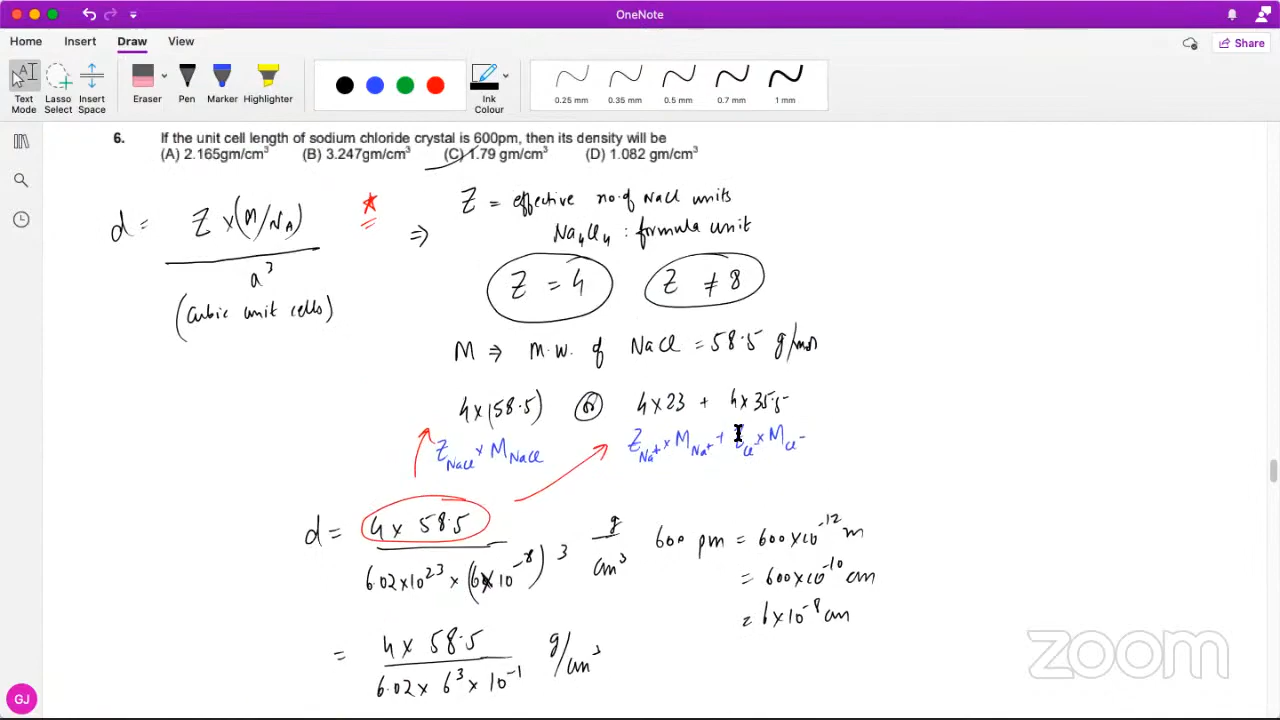 OneNote
Home Insert Draw View
Share
Text Mode Lasso Select Insert Space Eraser Pen Marker Highlighter Ink Colour 0.25 mm 0.35 mm 0.5 mm 0.7 mm 1 mm
6. If the unit cell length of sodium chloride crystal is 600pm, then its density will be
(A) 2.165gm/cm³ (B) 3.247gm/cm³ (C) 1.79 gm/cm³ (D) 1.082 gm/cm³
d = Z × (M/N_A) / a³
(cubic unit cells)
⇒ Z = effective no. of NaCl units
Na₄Cl₄ : formula unit
Z = 4 Z ≠ 8
M ⇒ M.W. of NaCl = 58.5 g/mol
4×(58.5) or 4×23 + 4×35.5
Z_NaCl × M_NaCl Z_Na⁺ × M_Na⁺ + Z_Cl⁻ × M_Cl⁻
d = 4 × 58.5 / 6.02×10²³ × (6×10⁻⁸)³ g/cm³
600 pm = 600×10⁻¹² m
= 600×10⁻¹⁰ cm
= 6×10⁻⁸ cm
= 4 × 58.5 / 6.02 × 6³ × 10⁻¹ g/cm³
GJ
zoom